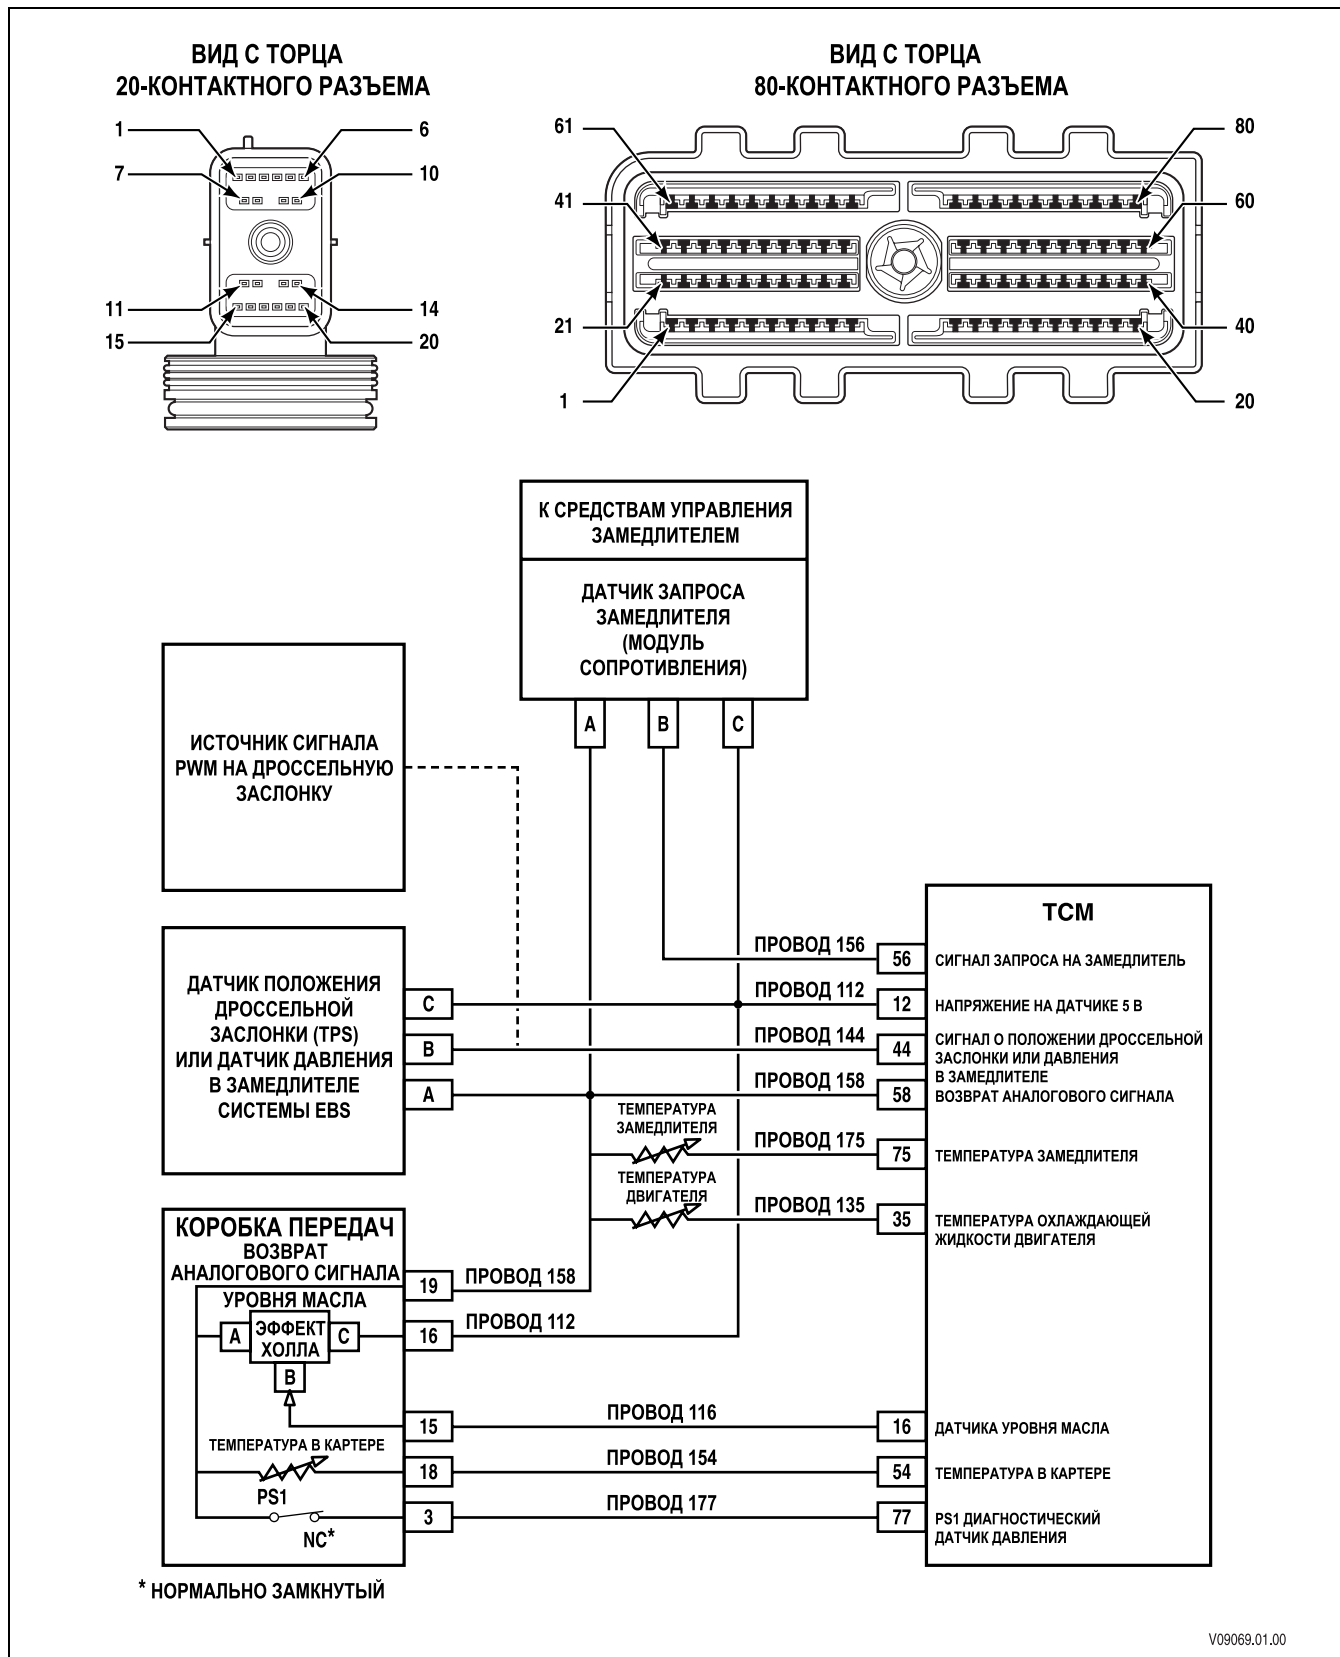 ВИД С ТОРЦА
20-КОНТАКТНОГО РАЗЪЕМА
1
6
7
10
11
14
15
20
ВИД С ТОРЦА
80-КОНТАКТНОГО РАЗЪЕМА
61
80
41
60
21
40
1
20
К СРЕДСТВАМ УПРАВЛЕНИЯ
ЗАМЕДЛИТЕЛЕМ
ДАТЧИК ЗАПРОСА
ЗАМЕДЛИТЕЛЯ
(МОДУЛЬ
СОПРОТИВЛЕНИЯ)
A
B
C
ИСТОЧНИК СИГНАЛА
PWM НА ДРОССЕЛЬНУЮ
ЗАСЛОНКУ
ДАТЧИК ПОЛОЖЕНИЯ
ДРОССЕЛЬНОЙ
ЗАСЛОНКИ (TPS)
ИЛИ ДАТЧИК ДАВЛЕНИЯ
В ЗАМЕДЛИТЕЛЕ
СИСТЕМЫ EBS
C
B
A
TCM
ПРОВОД 156
56
СИГНАЛ ЗАПРОСА НА ЗАМЕДЛИТЕЛЬ
ПРОВОД 112
12
НАПРЯЖЕНИЕ НА ДАТЧИКЕ 5 В
ПРОВОД 144
44
СИГНАЛ О ПОЛОЖЕНИИ ДРОССЕЛЬНОЙ
ЗАСЛОНКИ ИЛИ ДАВЛЕНИЯ
В ЗАМЕДЛИТЕЛЕ
ПРОВОД 158
58
ВОЗВРАТ АНАЛОГОВОГО СИГНАЛА
ТЕМПЕРАТУРА
ЗАМЕДЛИТЕЛЯ
ПРОВОД 175
75
ТЕМПЕРАТУРА ЗАМЕДЛИТЕЛЯ
ТЕМПЕРАТУРА
ДВИГАТЕЛЯ
ПРОВОД 135
35
ТЕМПЕРАТУРА ОХЛАЖДАЮЩЕЙ
ЖИДКОСТИ ДВИГАТЕЛЯ
КОРОБКА ПЕРЕДАЧ
ВОЗВРАТ
АНАЛОГОВОГО СИГНАЛА
19
ПРОВОД 158
УРОВНЯ МАСЛА
A
ЭФФЕКТ
ХОЛЛА
C
B
16
ПРОВОД 112
15
ПРОВОД 116
16
ДАТЧИКА УРОВНЯ МАСЛА
ТЕМПЕРАТУРА В КАРТЕРЕ
18
ПРОВОД 154
54
ТЕМПЕРАТУРА В КАРТЕРЕ
PS1
NC*
3
ПРОВОД 177
77
PS1 ДИАГНОСТИЧЕСКИЙ
ДАТЧИК ДАВЛЕНИЯ
* НОРМАЛЬНО ЗАМКНУТЫЙ
V09069.01.00